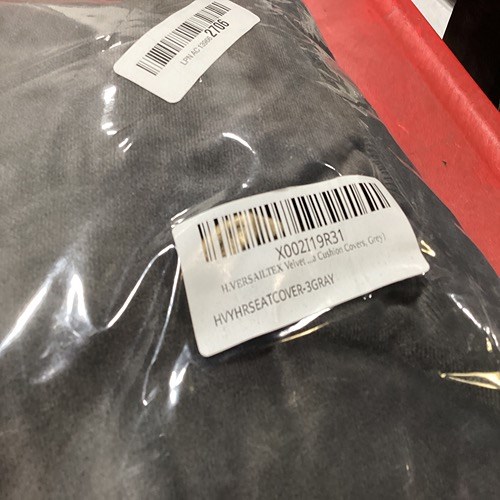 2706
X002I19R31
H.VERSAILTEX Velvet ...a Cushion Covers, Grey)
HVYHRSEATCOVER-3GRAY